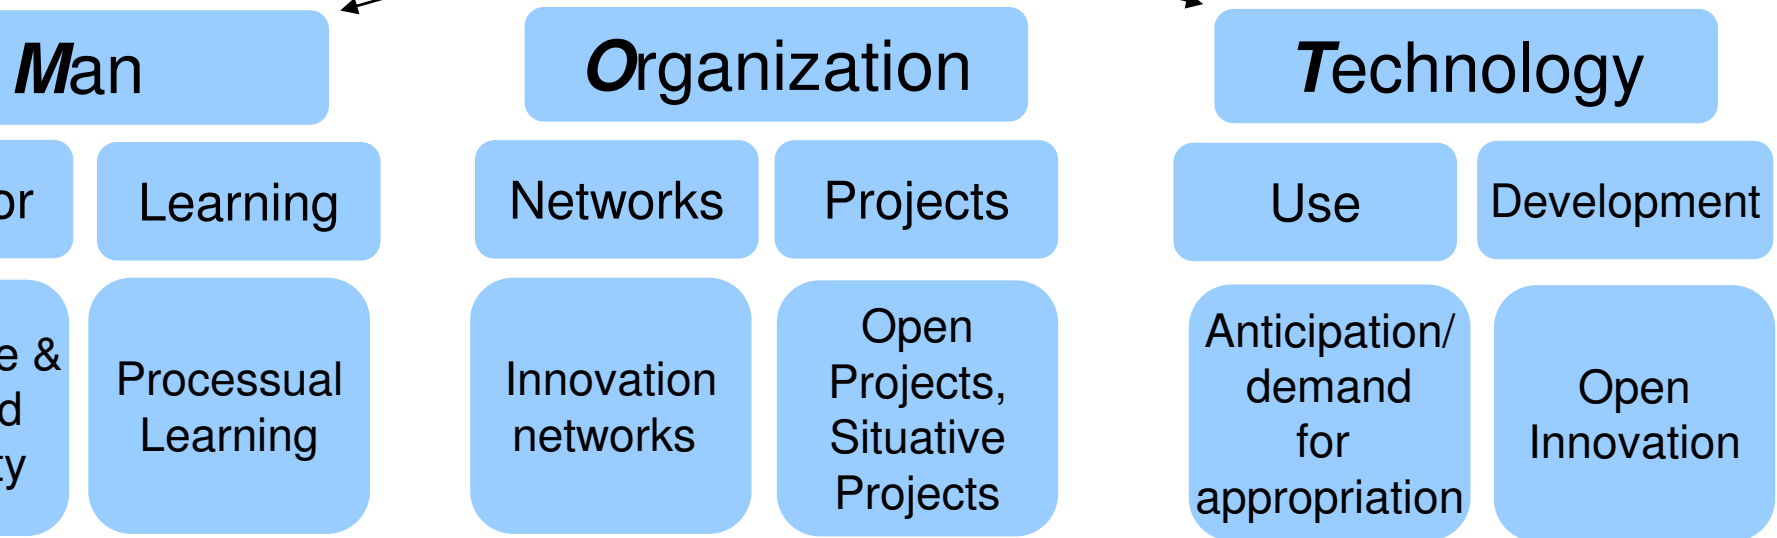 Man
Organization
Technology
Learning
Networks
Projects
Use
Development
Processual
Learning
Innovation
networks
Open
Projects,
Situative
Projects
Anticipation/
demand
for
appropriation
Open
Innovation